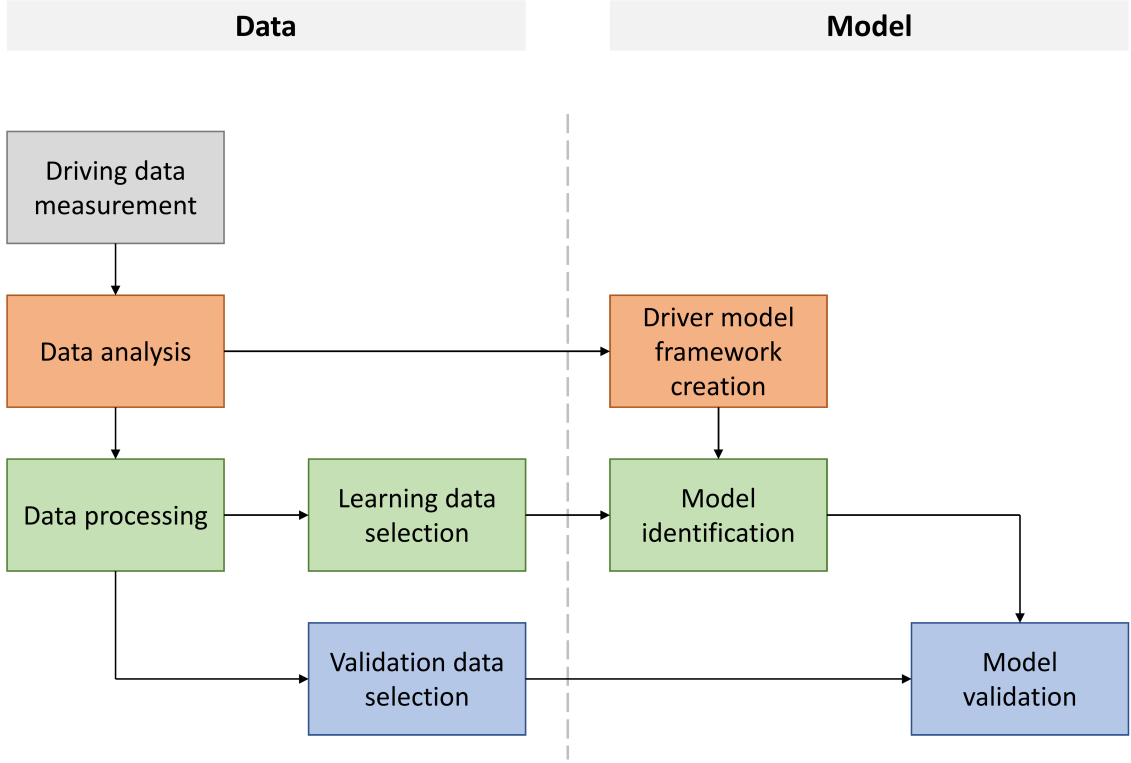 Data
Model
Driving data
measurement
Data analysis
Driver model
framework
creation
Data processing
Learning data
selection
Model
identification
Validation data
selection
Model
validation